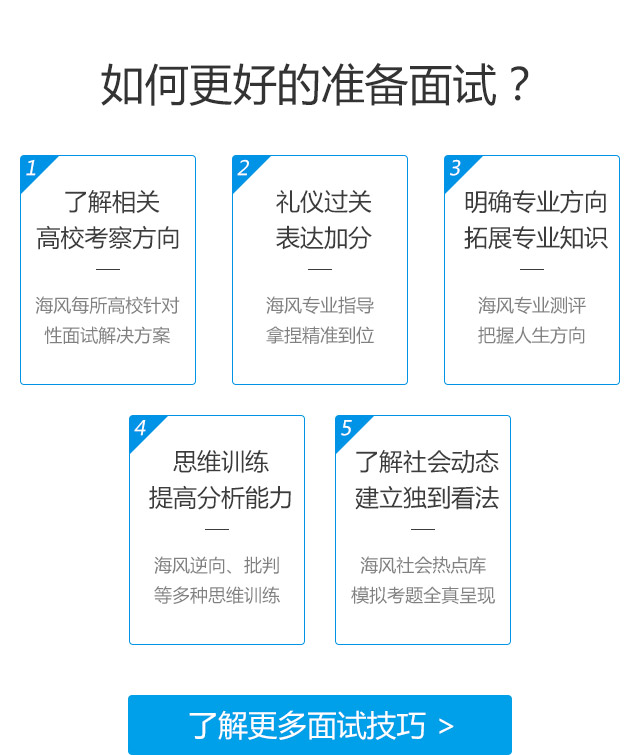 如何更好的准备面试？
1
了解相关
高校考察方向
海风每所高校针对
性面试解决方案
2
礼仪过关
表达加分
海风专业指导
拿捏精准到位
3
明确专业方向
拓展专业知识
海风专业测评
把握人生方向
4
思维训练
提高分析能力
海风逆向、批判
等多种思维训练
5
了解社会动态
建立独到看法
海风社会热点库
模拟考题全真呈现
了解更多面试技巧 >